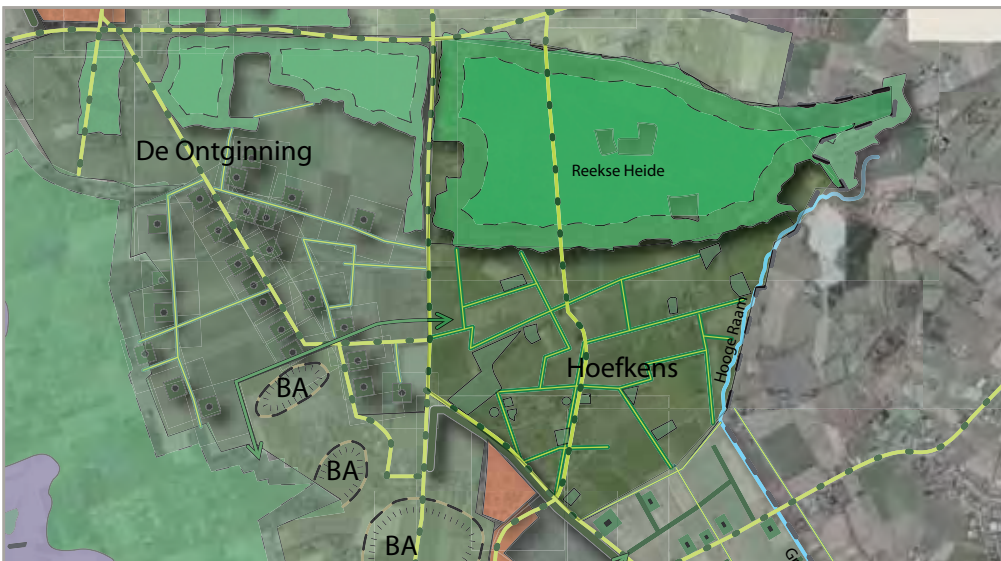 De Ontginning
Reekse Heide
Hooge Raam
Hoefkens
BA
BA
BA